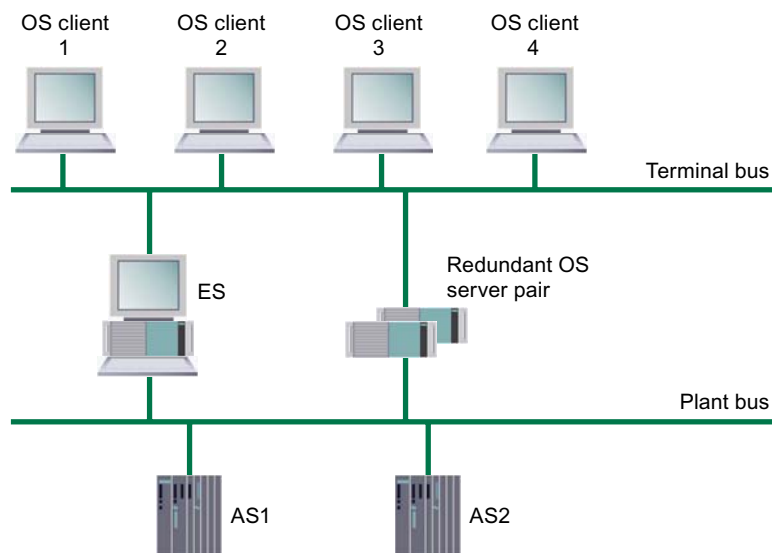 OS client
1
OS client
2
OS client
3
OS client
4
Terminal bus
ES
Redundant OS
server pair
Plant bus
AS1
AS2